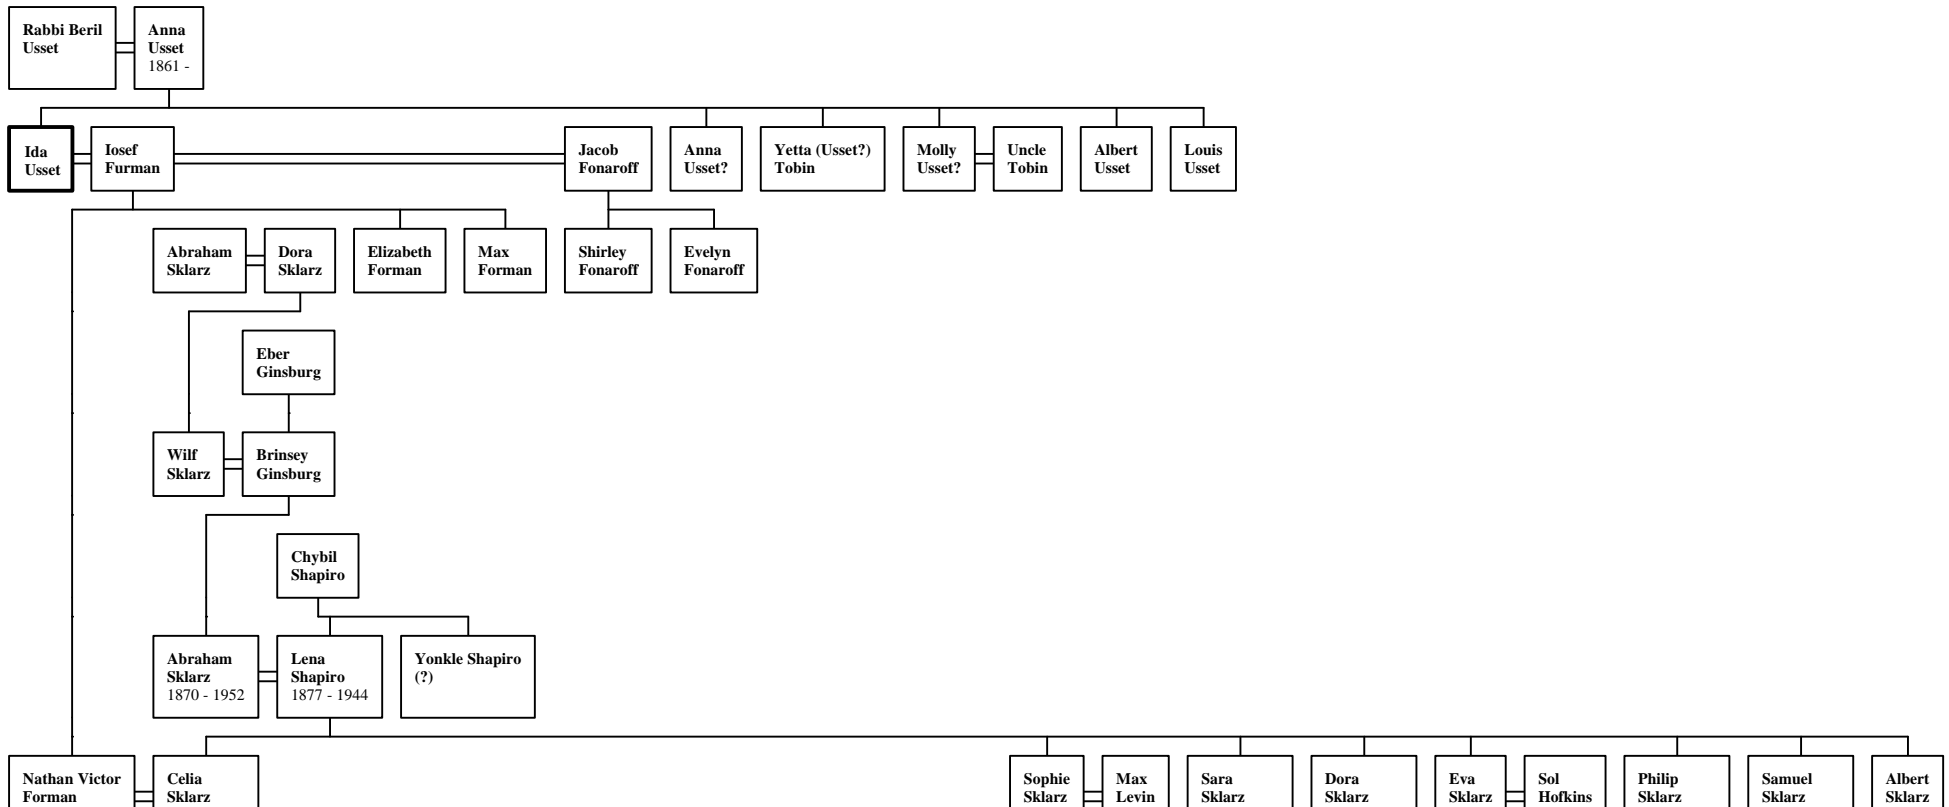 Rabbi Beril
Usset
Anna
Usset
1861 -
Ida
Usset
Iosef
Furman
Jacob
Fonaroff
Anna
Usset?
Yetta (Usset?)
Tobin
Molly
Usset?
Uncle
Tobin
Albert
Usset
Louis
Usset
Abraham
Sklarz
Dora
Sklarz
Elizabeth
Forman
Max
Forman
Shirley
Fonaroff
Evelyn
Fonaroff
Eber
Ginsburg
Wilf
Sklarz
Brinsey
Ginsburg
Chybil
Shapiro
Abraham
Sklarz
1870 - 1952
Lena
Shapiro
1877 - 1944
Yonkle Shapiro
(?)
Nathan Victor
Forman
Celia
Sklarz
Sophie
Sklarz
Max
Levin
Sara
Sklarz
Dora
Sklarz
Eva
Sklarz
Sol
Hofkins
Philip
Sklarz
Samuel
Sklarz
Albert
Sklarz